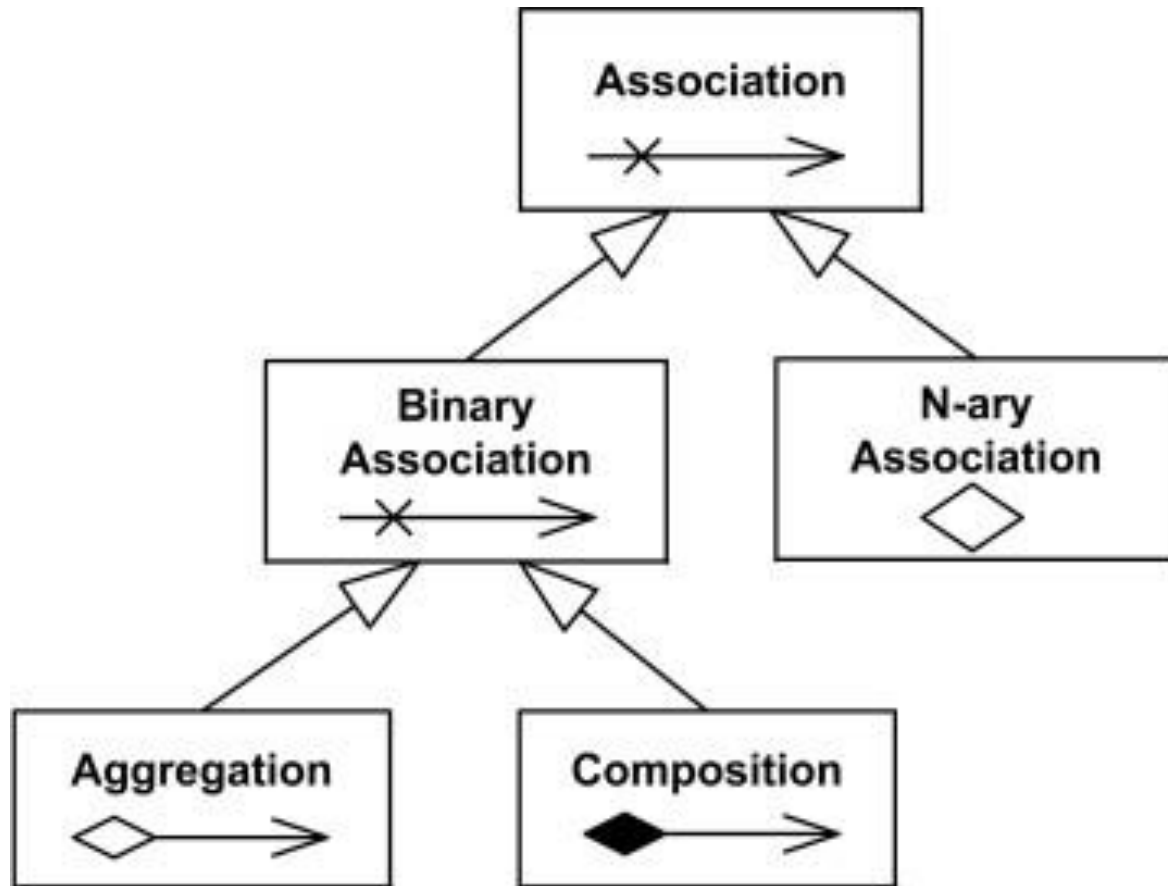 Association
Binary
Association
N-ary
Association
Aggregation
Composition